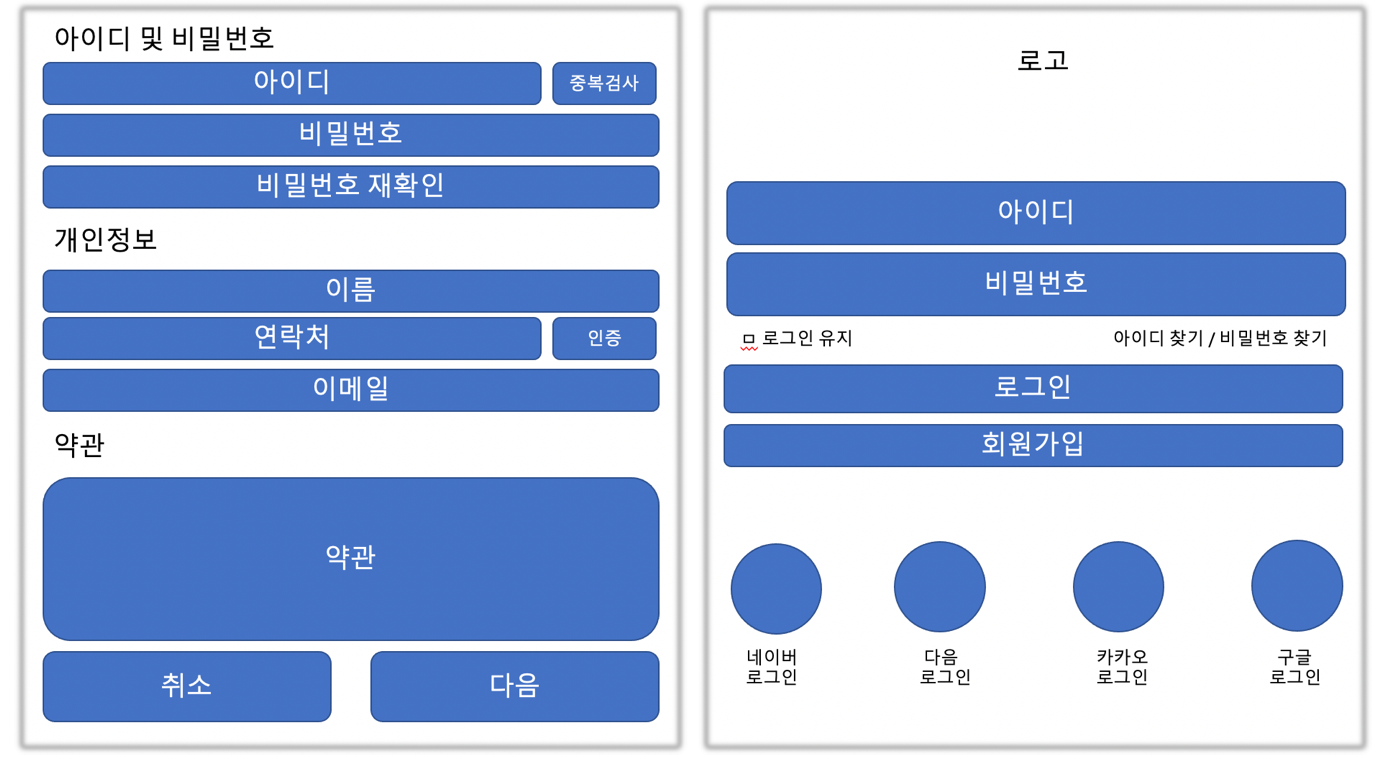 아이디 및 비밀번호
아이디
중복검사
비밀번호
비밀번호 재확인
개인정보
이름
연락처
인증
이메일
약관
약관
취소
다음
로고
아이디
비밀번호
ㅁ 로그인 유지
아이디 찾기 / 비밀번호 찾기
로그인
회원가입
네이버
로그인
다음
로그인
카카오
로그인
구글
로그인